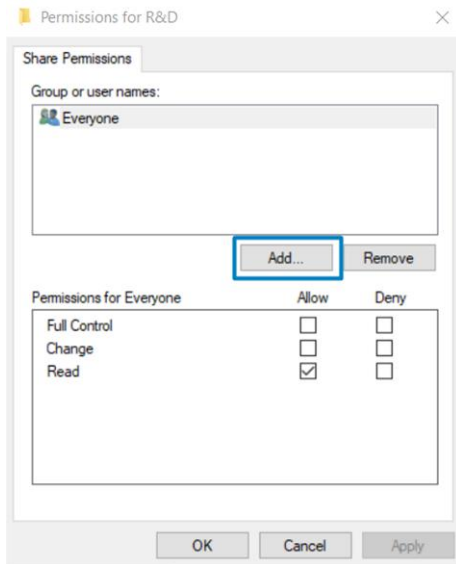 Permissions for R&D
Share Permissions
Group or user names:
Everyone
Add... Remove
Permissions for Everyone Allow Deny
Full Control
Change
Read
OK Cancel Apply